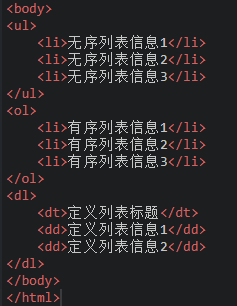 <body>
<ul>
    <li>无序列表信息1</li>
    <li>无序列表信息2</li>
    <li>无序列表信息3</li>
</ul>
<ol>
    <li>有序列表信息1</li>
    <li>有序列表信息2</li>
    <li>有序列表信息3</li>
</ol>
<dl>
    <dt>定义列表标题</dt>
    <dd>定义列表信息1</dd>
    <dd>定义列表信息2</dd>
</dl>
</body>
</html>